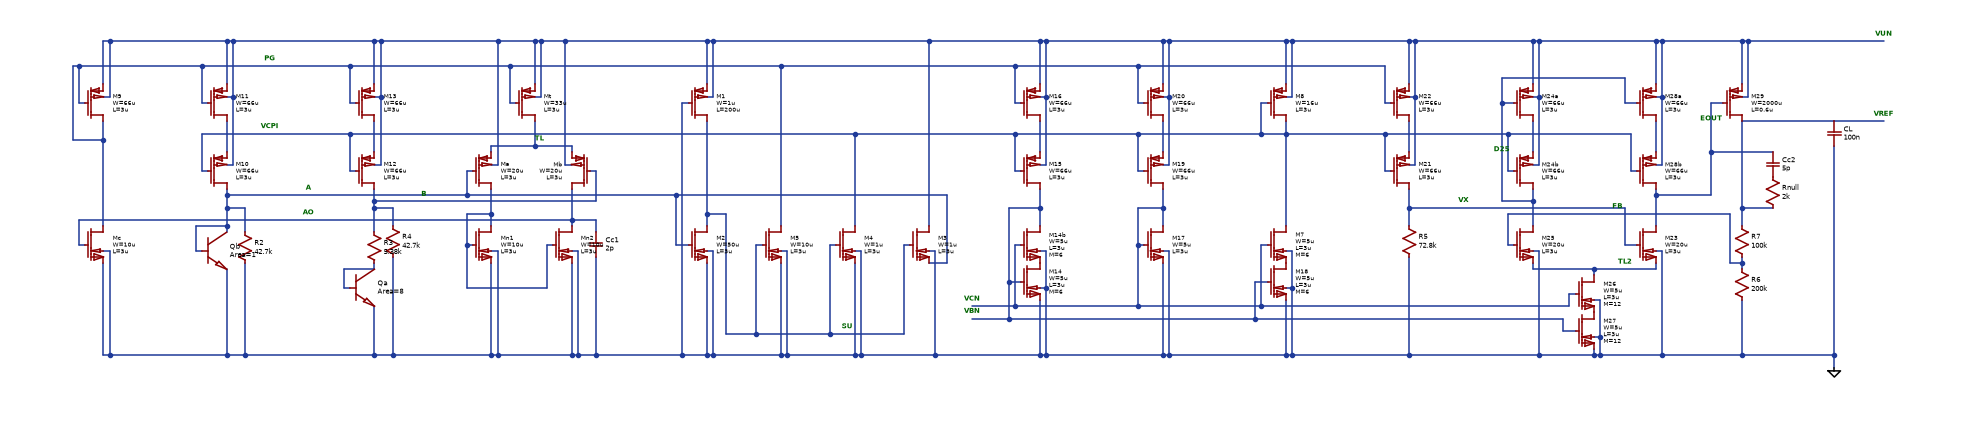 VUN
PG
M9
W=66u
L=3u
M11
W=66u
L=3u
M13
W=66u
L=3u
Mt
W=33u
L=3u
M1
W=1u
L=200u
M16
W=66u
L=3u
M20
W=66u
L=3u
M8
W=16u
L=3u
M22
W=66u
L=3u
M24a
W=66u
L=3u
M28a
W=66u
L=3u
M29
W=2000u
L=0.6u
EOUT
VREF
VCPI
TL
D25
CL
100n
M10
W=66u
L=3u
M12
W=66u
L=3u
Ma
W=20u
L=3u
Mb
W=20u
L=3u
M15
W=66u
L=3u
M19
W=66u
L=3u
M21
W=66u
L=3u
M24b
W=66u
L=3u
M28b
W=66u
L=3u
Cc2
5p
Rnull
2k
A
B
AO
VX
FB
Mc
W=10u
L=3u
Qb
Area=1
R2
42.7k
R3
R4
42.7k
Mn1
W=10u
L=3u
Mn2
L=3u
Cc1
2p
M2
W=50u
L=3u
M5
W=10u
L=3u
M4
W=1u
L=3u
M3
W=1u
L=3u
M14b
W=5u
L=3u
M=6
M17
W=5u
L=3u
M7
W=5u
L=3u
M=6
R5
72.8k
M25
W=20u
L=3u
M23
W=20u
L=3u
R7
100k
TL2
M14
W=5u
L=3u
M=6
M18
W=5u
L=3u
M=6
Qa
Area=8
M26
W=5u
L=3u
M=12
R6
200k
VCN
VBN
SU
M27
W=5u
L=3u
M=12